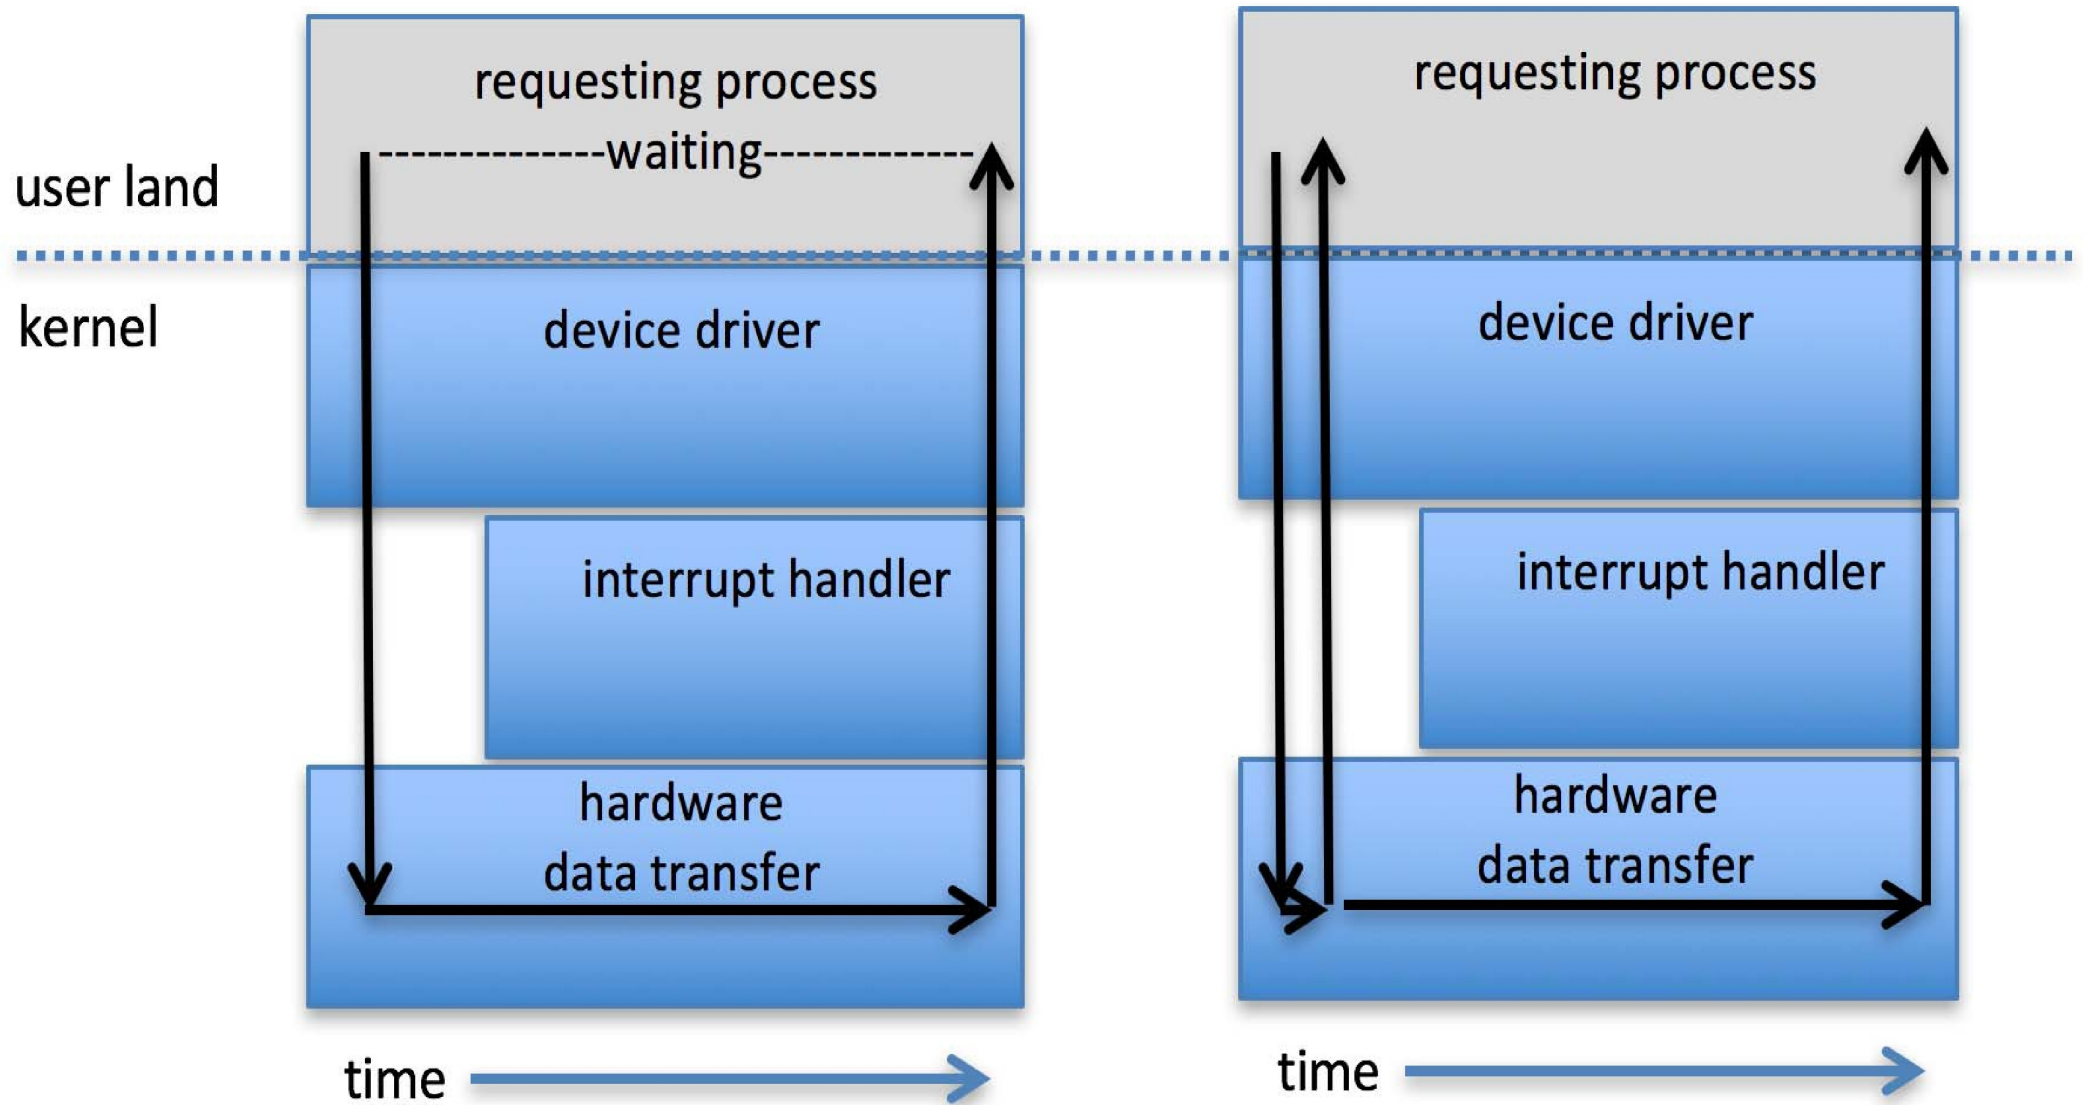 requesting process
-------------waiting------------
user land
kernel
device driver
interrupt handler
hardware
data transfer
time
requesting process
device driver
interrupt handler
hardware
data transfer
time